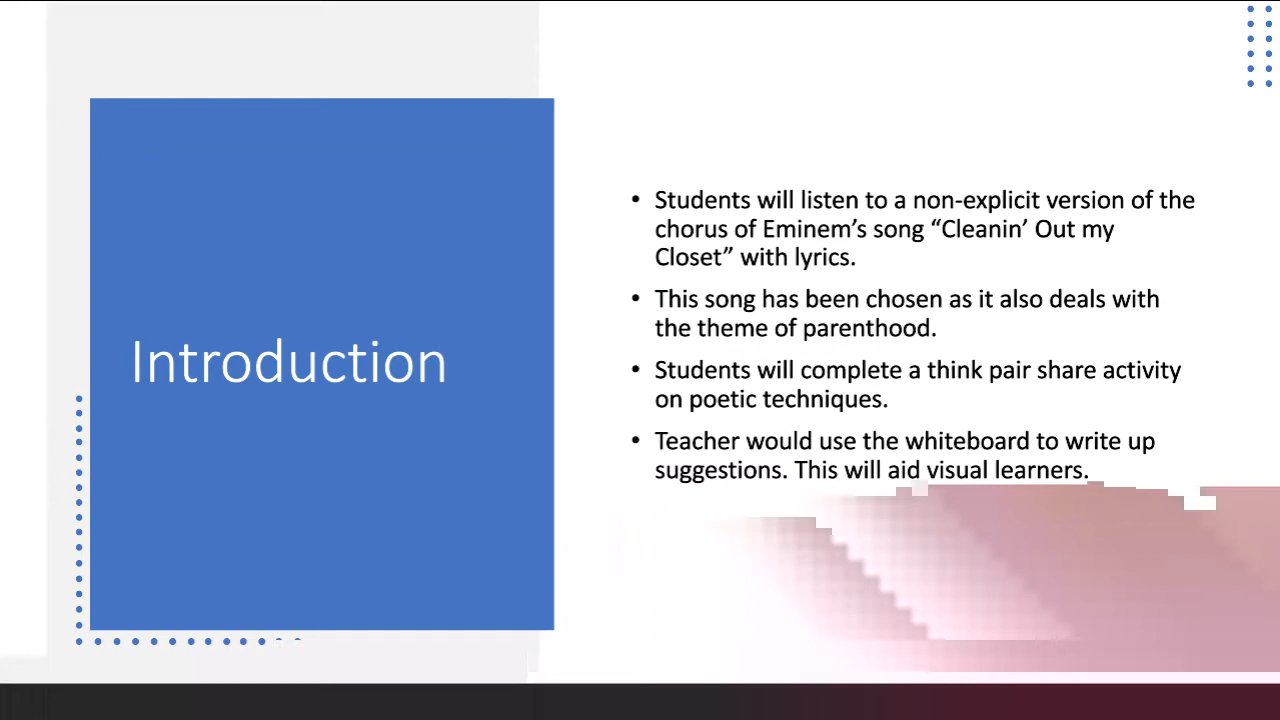 Introduction
• Students will listen to a non-explicit version of the
chorus of Eminem’s song “Cleanin’ Out my
Closet” with lyrics.
• This song has been chosen as it also deals with
the theme of parenthood.
• Students will complete a think pair share activity
on poetic techniques.
• Teacher would use the whiteboard to write up
suggestions. This will aid visual learners.